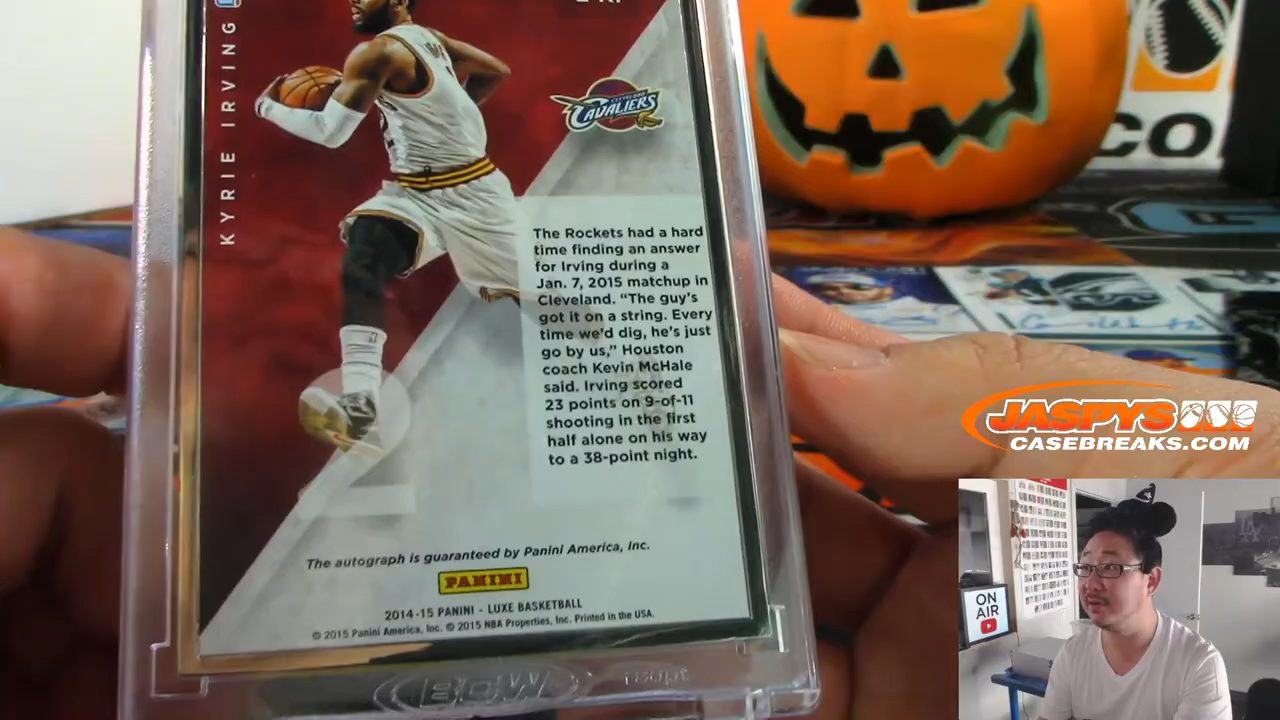 KYRIE IRVING
CLEVELAND
CAVALIERS
The Rockets had a hard
time finding an answer
for Irving during a
Jan. 7, 2015 matchup in
Cleveland. “The guy’s
got it on a string. Every
time we’d dig, he’s just
go by us,” Houston
coach Kevin McHale
said. Irving scored
23 points on 9-of-11
shooting in the first
half alone on his way
to a 38-point night.
The autograph is guaranteed by Panini America, Inc.
PANINI
2014-15 PANINI - LUXE BASKETBALL
© 2015 Panini America, Inc. © 2015 NBA Properties, Inc. Printed in the USA.
BCW
CO
JASPYS
CASEBREAKS.COM
ON
AIR
LA